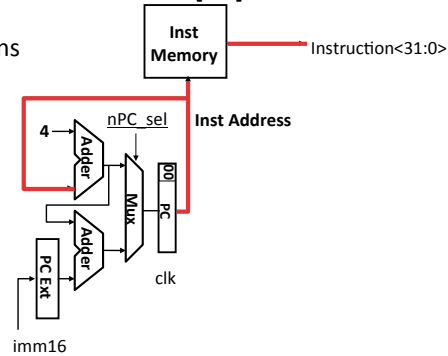 ns
Inst
Memory
Instruction<31:0>
nPC_sel
Inst Address
4
Adder
00
Mux
PC
Adder
PC Ext
clk
imm16